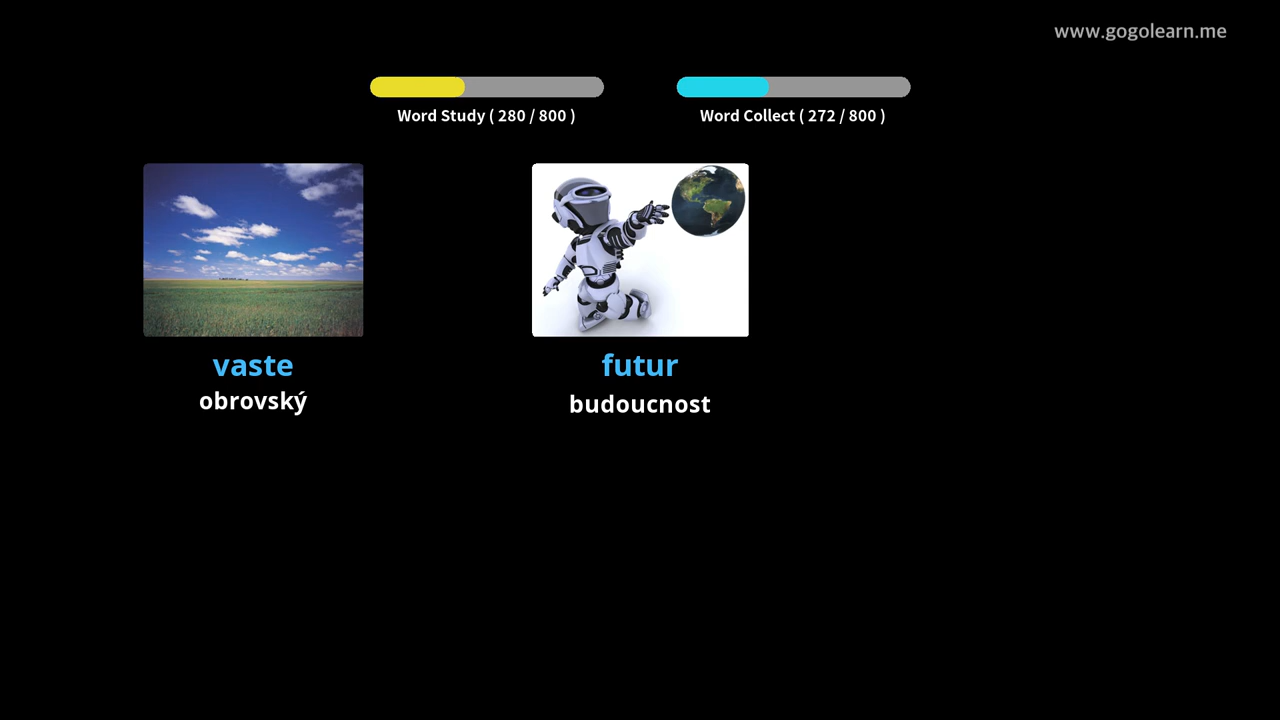 www.gogolearn.me
Word Study ( 280 / 800 )
Word Collect ( 272 / 800 )
vaste
obrovský
futur
budoucnost